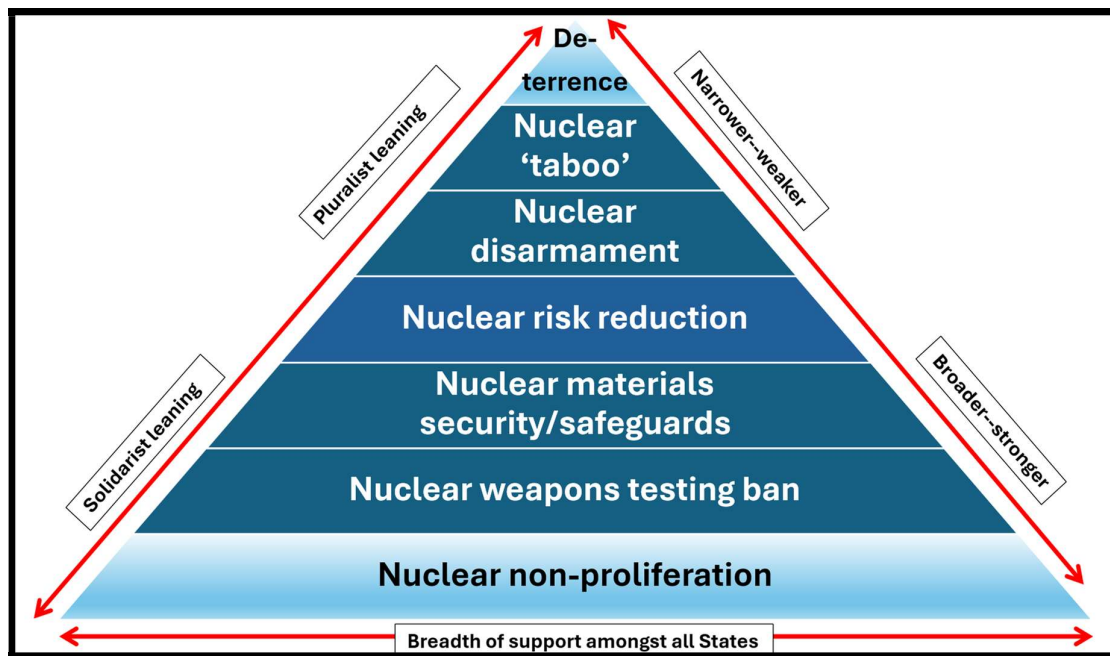 De-
terrence
Nuclear
‘taboo’
Nuclear
disarmament
Nuclear risk reduction
Nuclear materials
security/safeguards
Nuclear weapons testing ban
Nuclear non-proliferation
Pluralist leaning
Solidarist leaning
Narrower--weaker
Broader--stronger
Breadth of support amongst all States